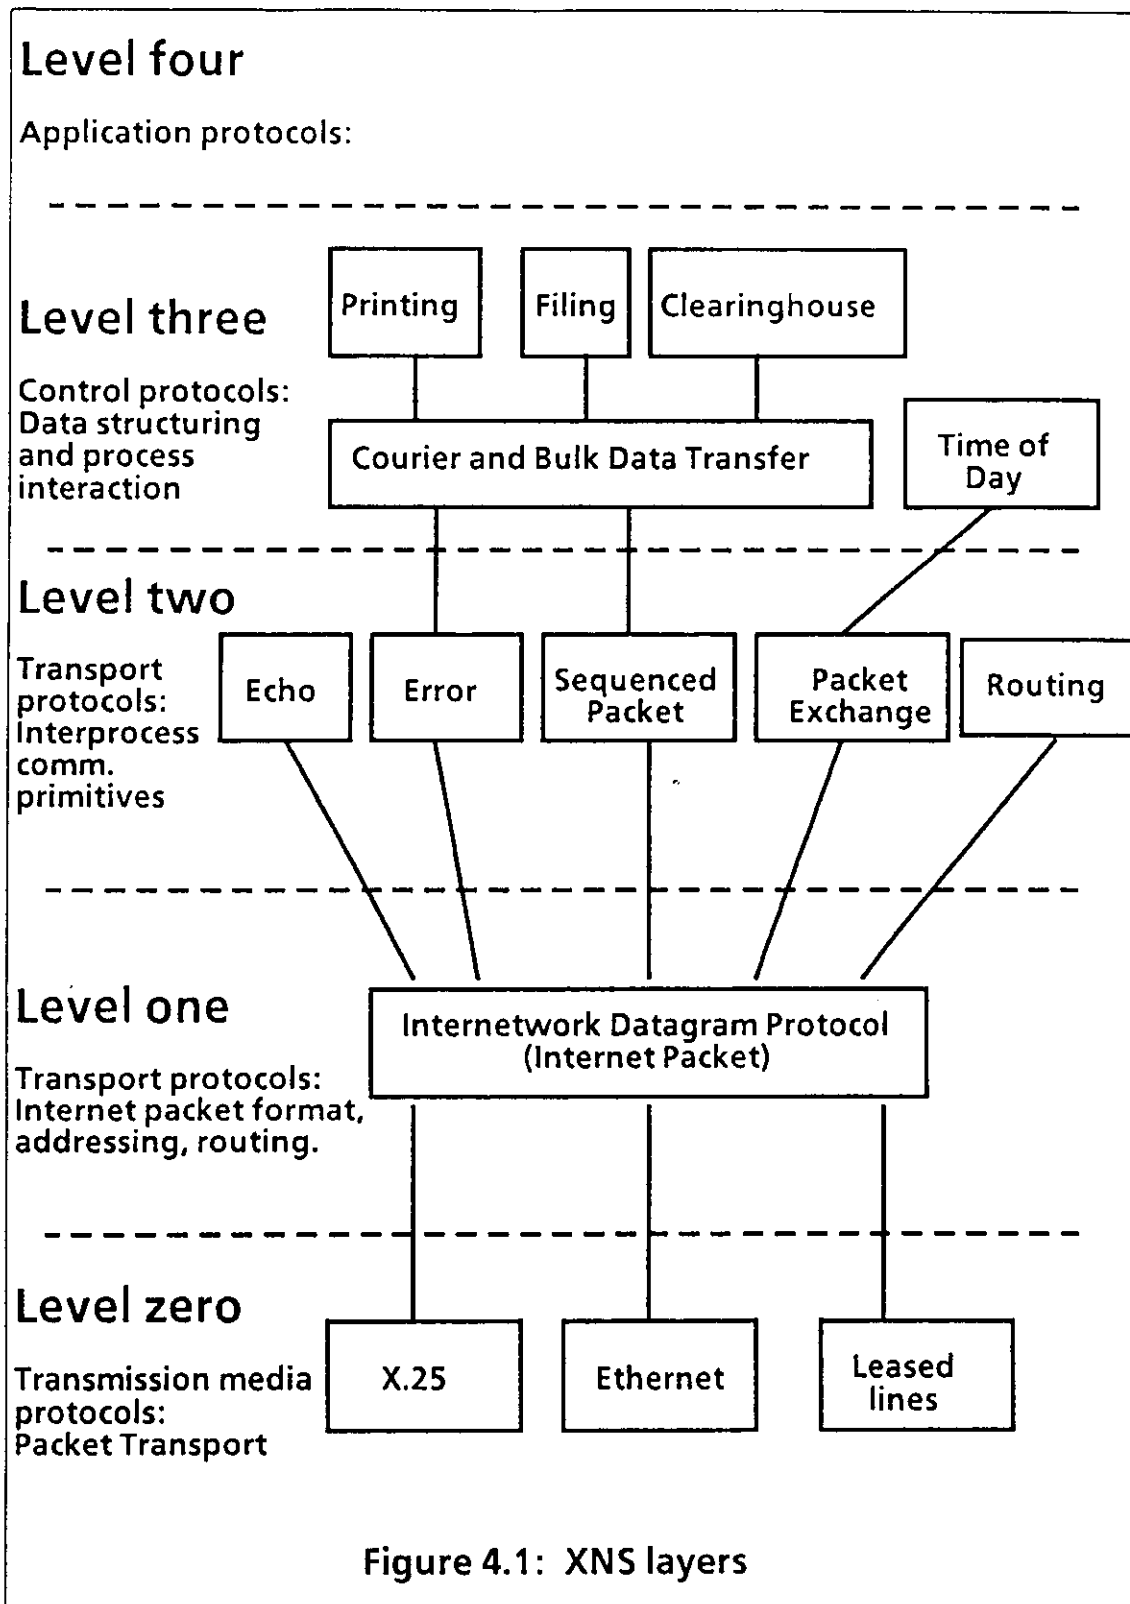 Level four
Application protocols:
Printing
Filing
Clearinghouse
Level three
Control protocols:
Data structuring
and process
interaction
Courier and Bulk Data Transfer
Time of
Day
Level two
Transport
protocols:
Interprocess
comm.
primitives
Echo
Error
Sequenced
Packet
Packet
Exchange
Routing
Level one
Transport protocols:
Internet packet format,
addressing, routing.
Internetwork Datagram Protocol
(Internet Packet)
Level zero
Transmission media
protocols:
Packet Transport
X.25
Ethernet
Leased
lines
Figure 4.1: XNS layers